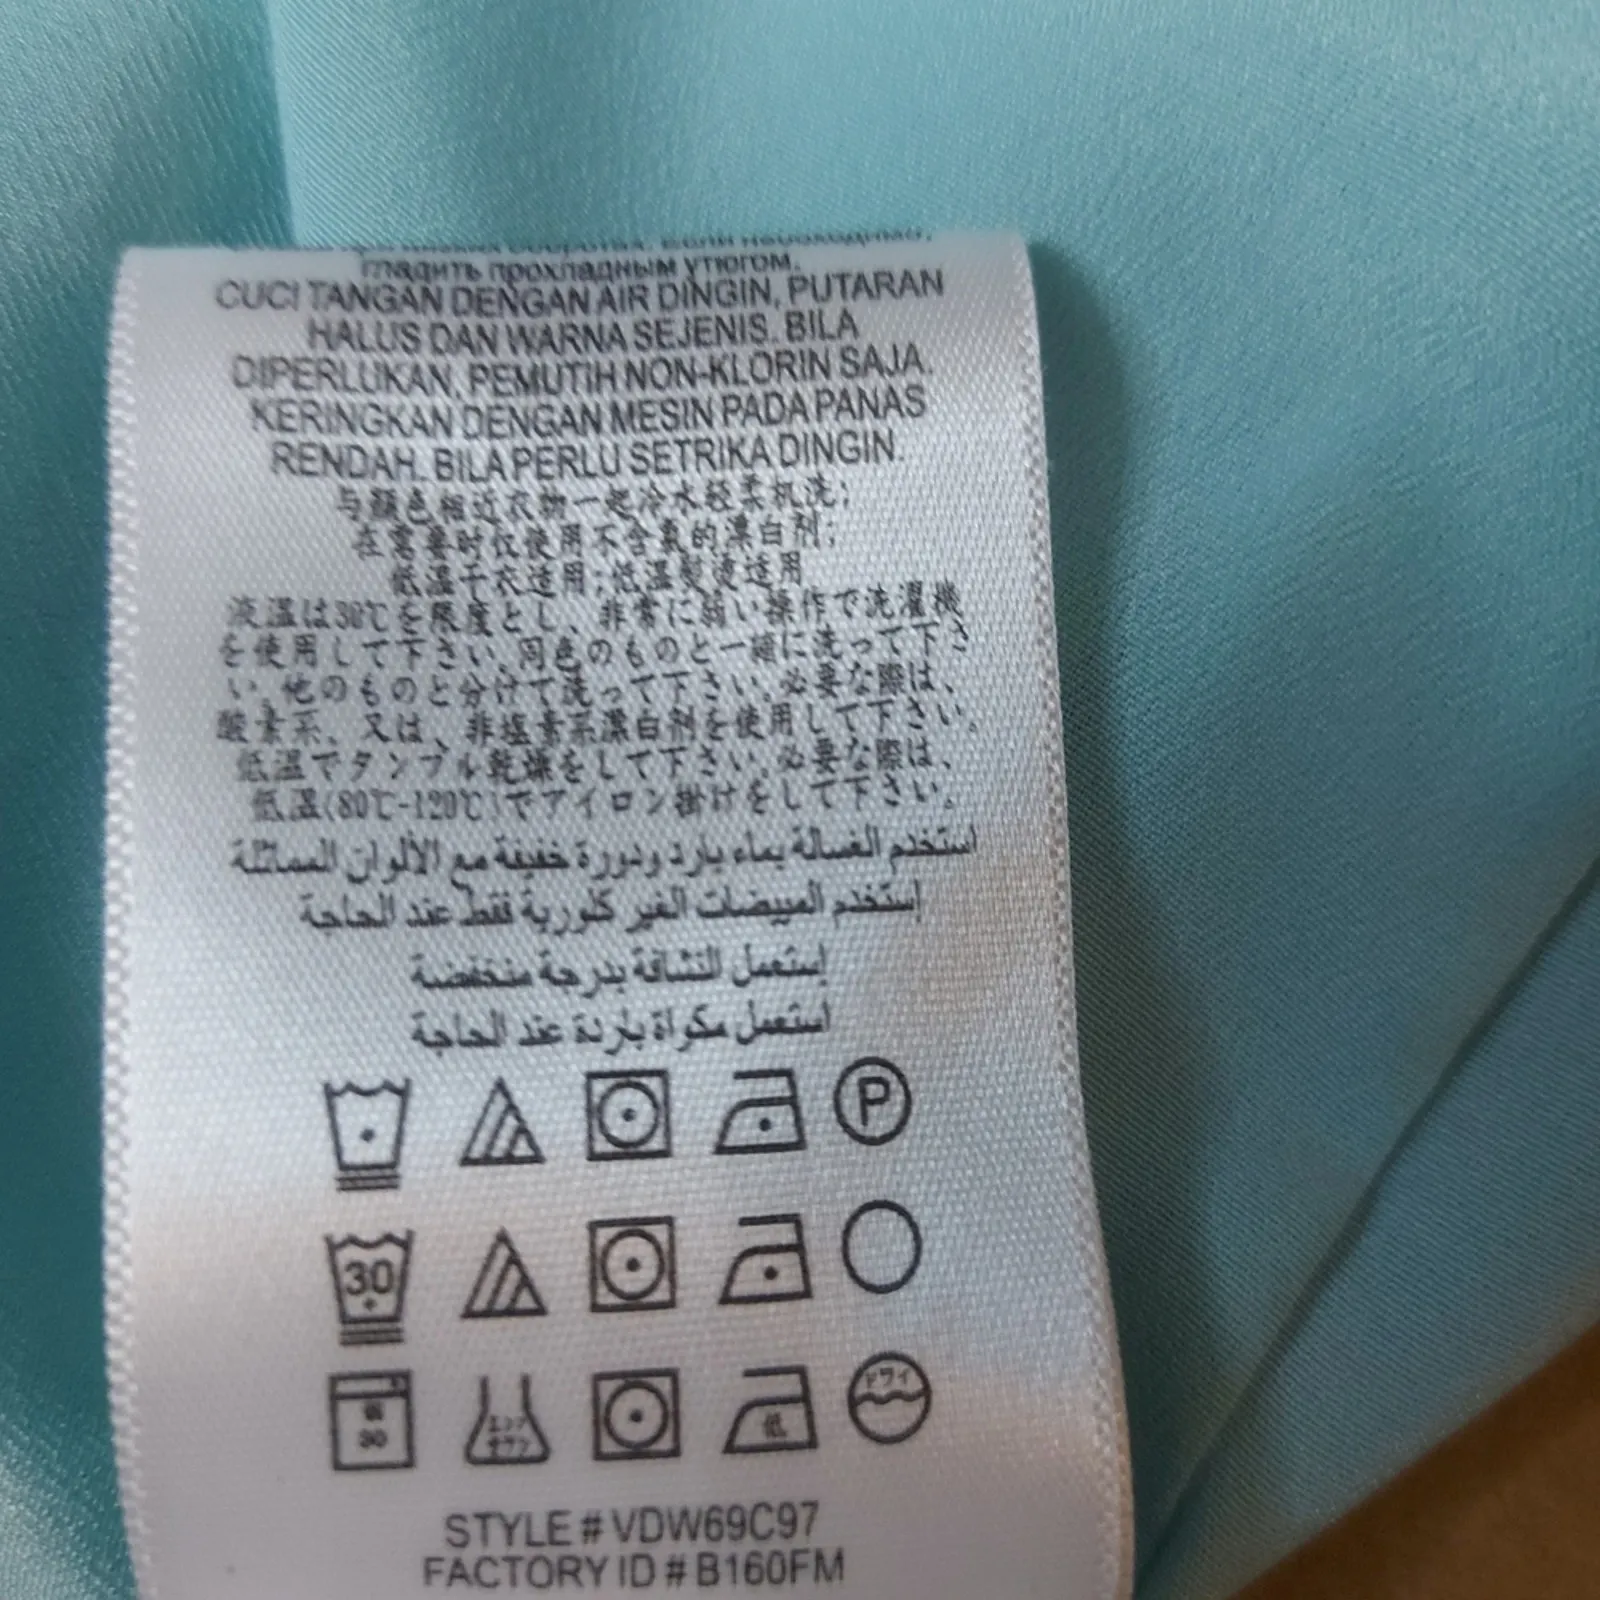 гладить прохладным утюгом.
CUCI TANGAN DENGAN AIR DINGIN, PUTARAN
HALUS DAN WARNA SEJENIS. BILA
DIPERLUKAN, PEMUTIH NON-KLORIN SAJA.
KERINGKAN DENGAN MESIN PADA PANAS
RENDAH. BILA PERLU SETRIKA DINGIN.
与颜色相近衣物一起冷水轻柔机洗;
在需要时仅使用不含氯的漂白剂;
低温干衣适用;低温熨烫适用
液温は30℃を限度とし、非常に弱い操作で洗濯機
を使用して下さい。同色のものと一緒に洗って下さ
い。他のものと分けて洗って下さい。必要な際は、
酸素系、又は、非塩素系漂白剤を使用して下さい。
低温でタンブル乾燥をして下さい。必要な際は、
低温(80℃-120℃)でアイロン掛けをして下さい。
استخدم الغسالة بماء بارد ودورة خفيفة مع الألوان المماثلة
إستخدم المبيضات الغير كلورية فقط عند الحاجة
إستعمل النشافة بدرجة منخفضة
استعمل مكواة باردة عند الحاجة
P
30
ドライ
30
低
STYLE # VDW69C97
FACTORY ID # B160FM